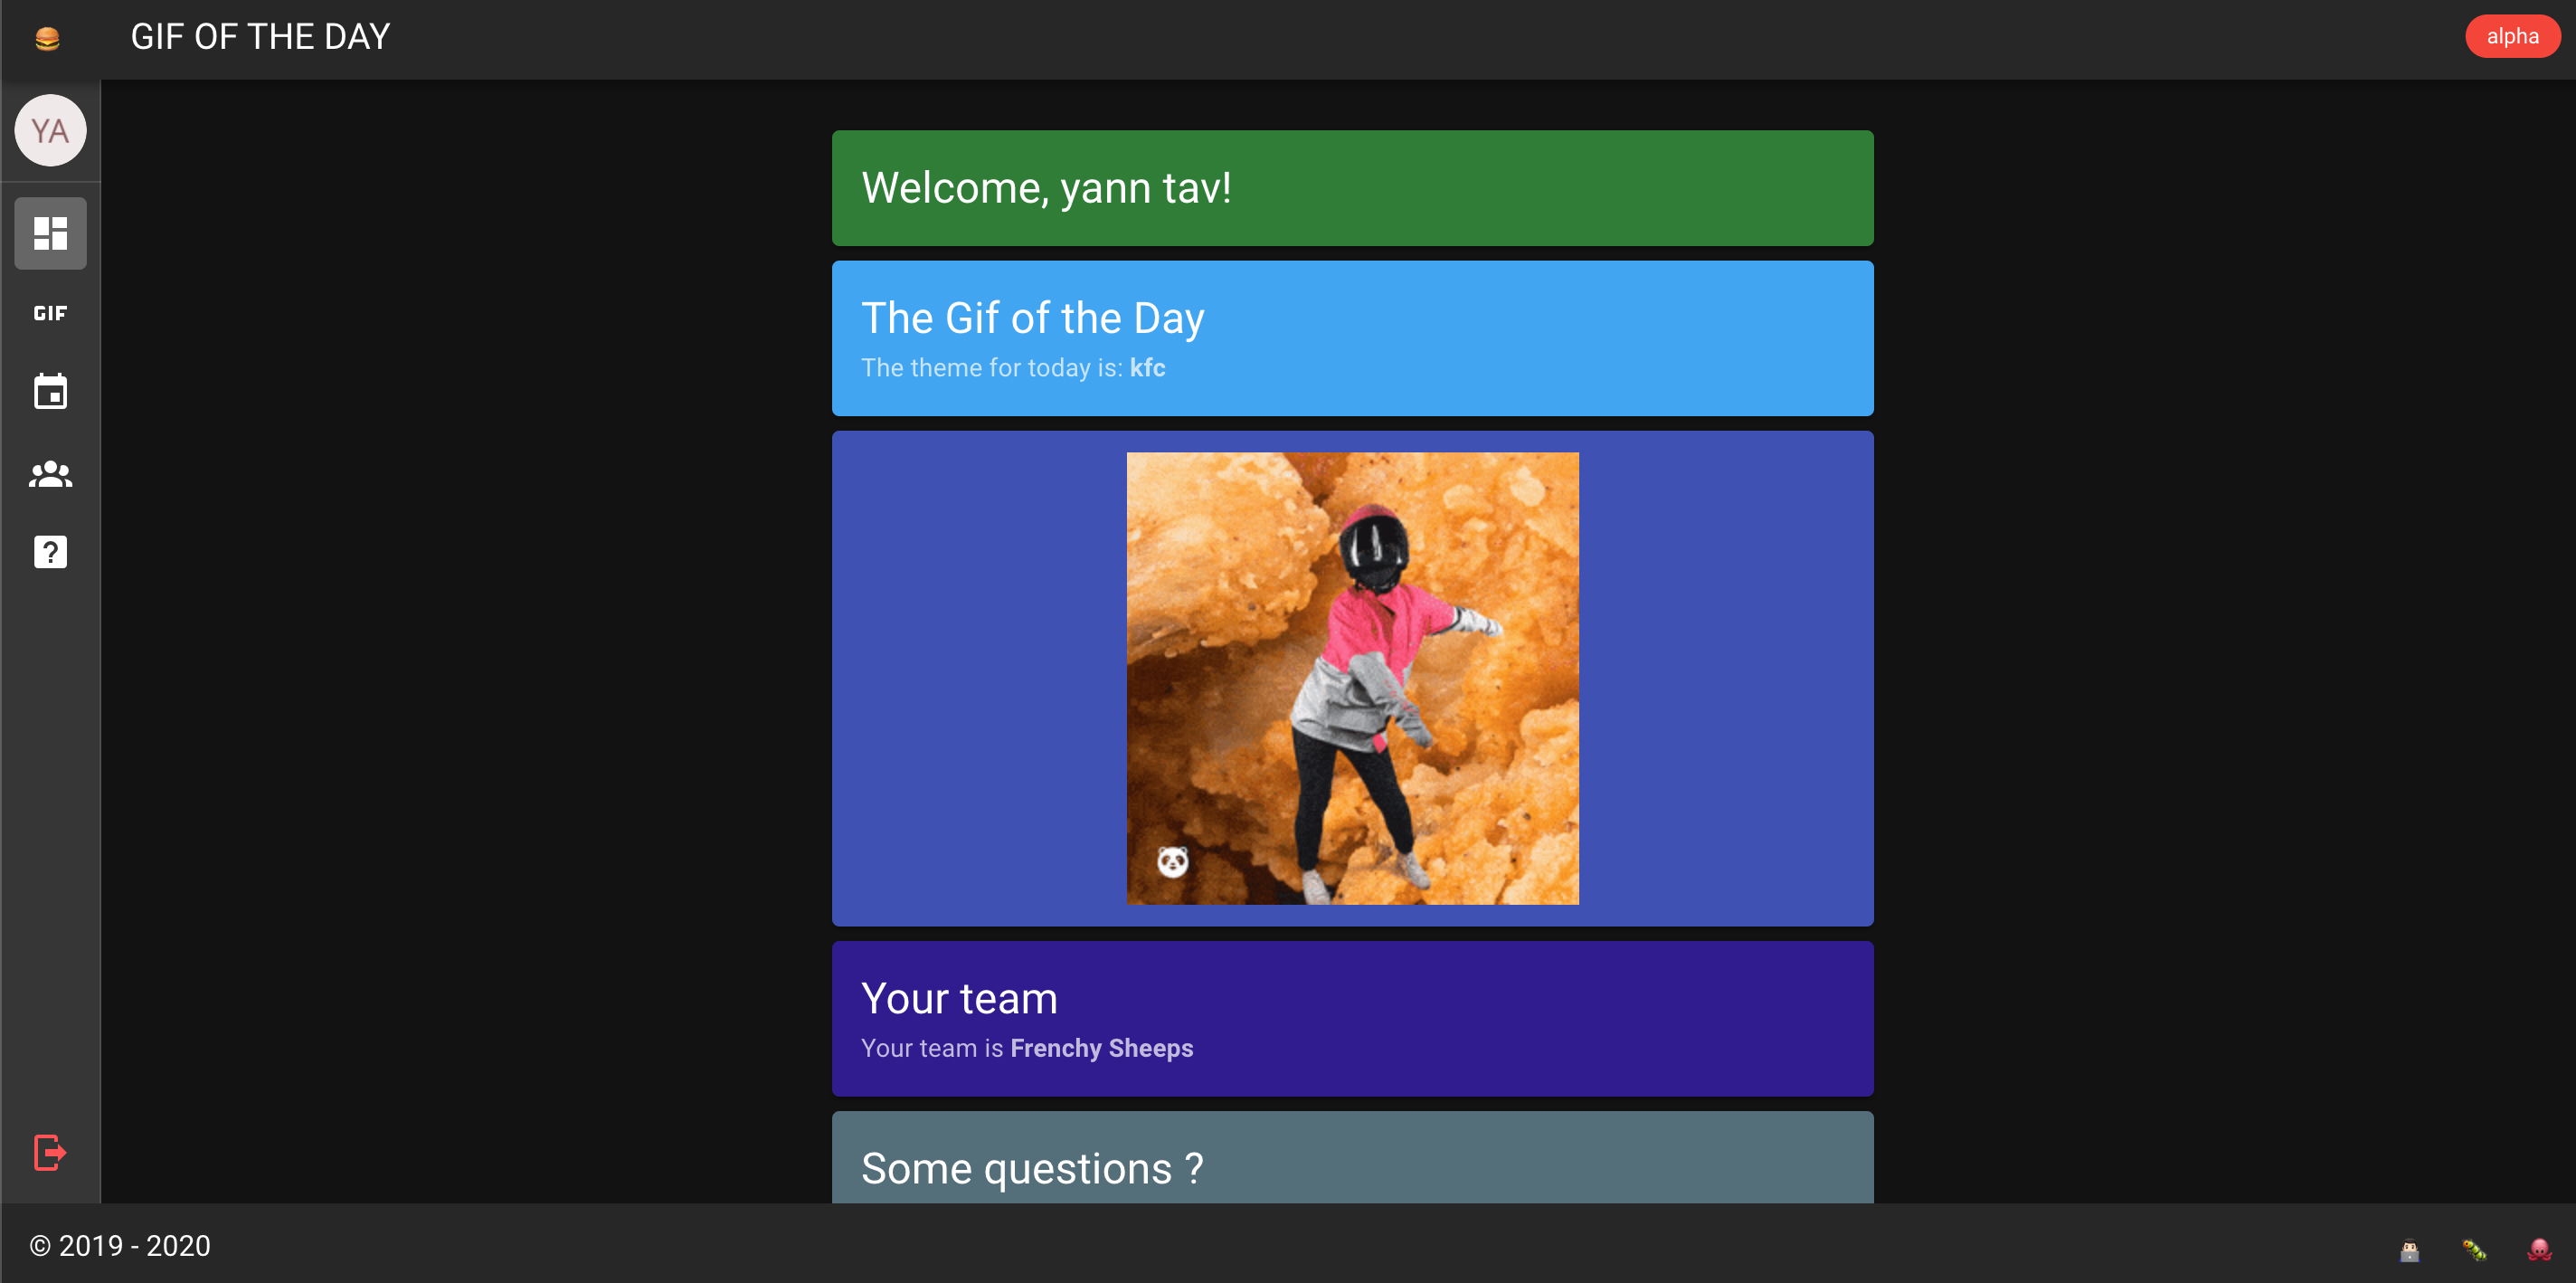 GIF OF THE DAY
alpha
YA
Welcome, yann tav!
GIF
The Gif of the Day
The theme for today is: kfc
?
Your team
Your team is Frenchy Sheeps
Some questions ?
© 2019 - 2020